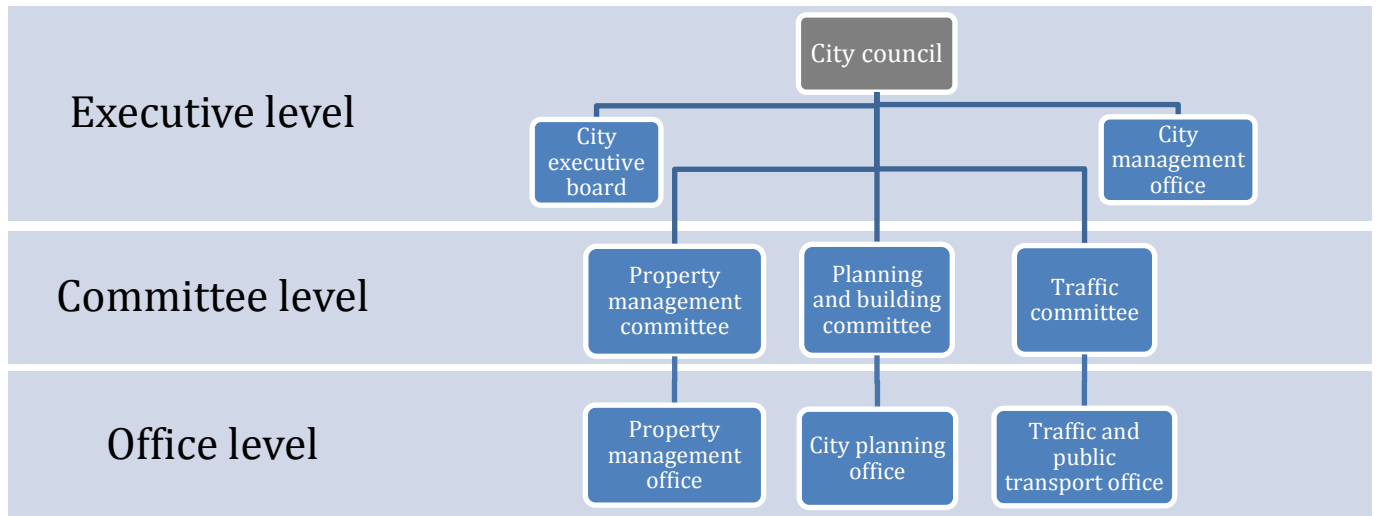 City council
Executive level
City
executive
board
City
management
office
Committee level
Property
management
committee
Planning
and building
committee
Traffic
committee
Office level
Property
management
office
City planning
office
Traffic and
public
transport office